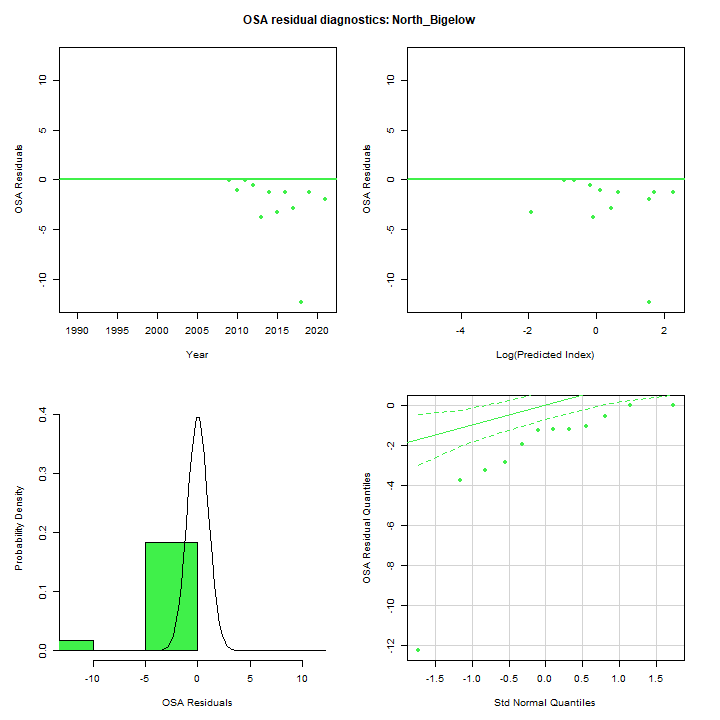 OSA residual diagnostics: North_Bigelow
OSA Residuals
10
5
0
-5
-10
1990 1995 2000 2005 2010 2015 2020
Year
OSA Residuals
10
5
0
-5
-10
-4 -2 0 2
Log(Predicted Index)
Probability Density
0.4
0.3
0.2
0.1
0.0
-10 -5 0 5 10
OSA Residuals
OSA Residual Quantiles
0
-2
-4
-6
-8
-10
-12
-1.5 -1.0 -0.5 0.0 0.5 1.0 1.5
Std Normal Quantiles